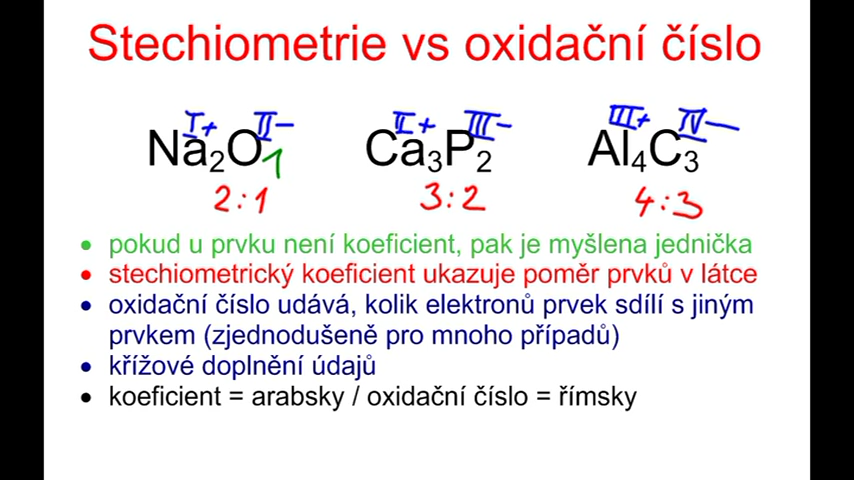 Stechiometrie vs oxidační číslo
I+ II- II+ III- III+ IV-
Na₂O1 Ca₃P₂ Al₄C₃
2:1 3:2 4:3
• pokud u prvku není koeficient, pak je myšlena jednička
• stechiometrický koeficient ukazuje poměr prvků v látce
• oxidační číslo udává, kolik elektronů prvek sdílí s jiným
prvkem (zjednodušeně pro mnoho případů)
• křížové doplnění údajů
• koeficient = arabsky / oxidační číslo = římsky